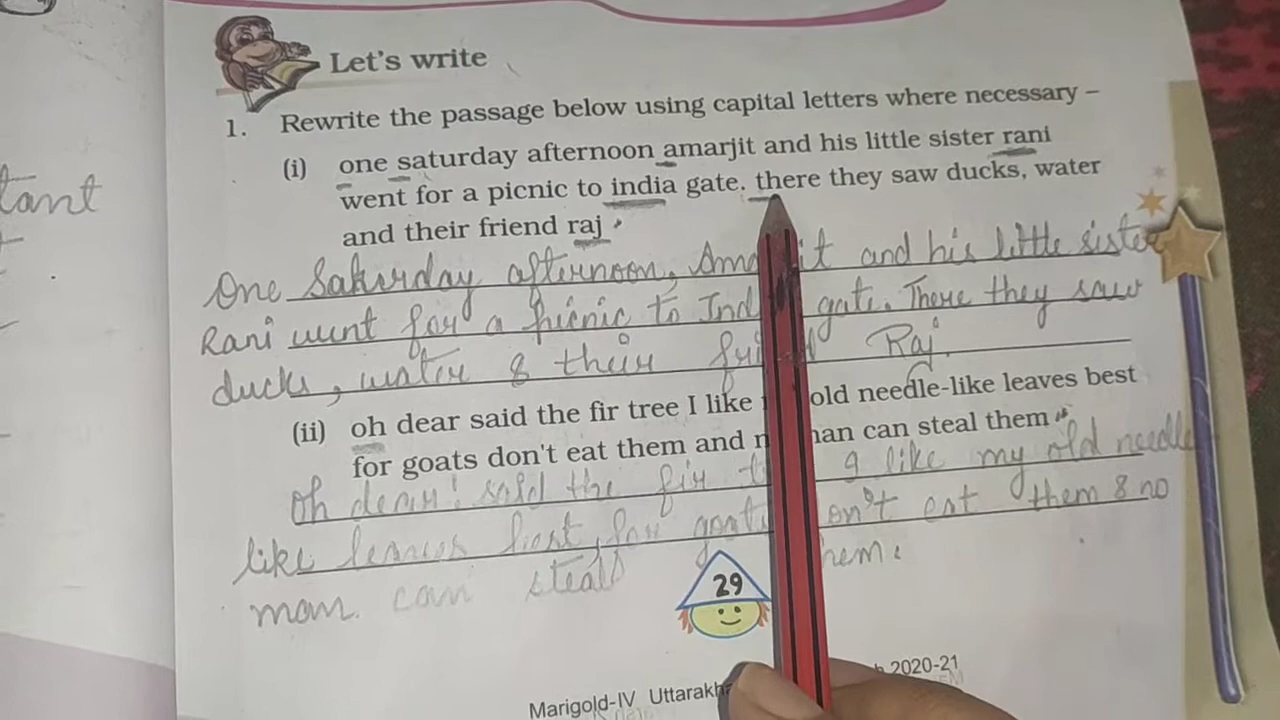 tant
Let's write
1. Rewrite the passage below using capital letters where necessary –
(i) one saturday afternoon amarjit and his little sister rani
went for a picnic to india gate. there they saw ducks, water
and their friend raj.
One Saturday afternoon, Ama it and his little sister
Rani went for a picnic to Ind gate. There they saw
ducks, water & their fri Raj.
(ii) oh dear said the fir tree I like old needle-like leaves best
for goats don't eat them and n man can steal them
Oh dear! said the fir t I like my old needle
like leaves best, for goats on't eat them & no
man. can steal hem.
29
Marigold-IV Uttarakha 2020-21